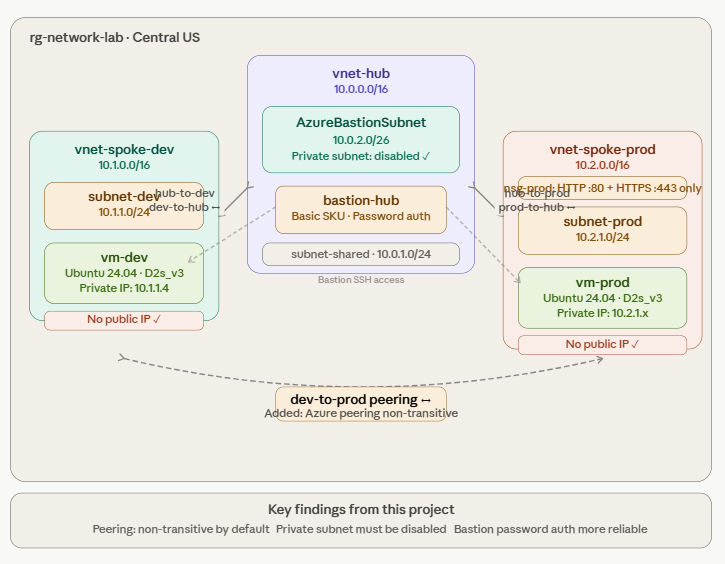 rg-network-lab · Central US
vnet-hub
10.0.0.0/16
AzureBastionSubnet
10.0.2.0/26
Private subnet: disabled ✓
bastion-hub
Basic SKU · Password auth
subnet-shared · 10.0.1.0/24
Bastion SSH access
vnet-spoke-dev
10.1.0.0/16
subnet-dev
10.1.1.0/24
hub-to-dev
dev-to-hub ↔
vm-dev
Ubuntu 24.04 · D2s_v3
Private IP: 10.1.1.4
No public IP ✓
vnet-spoke-prod
10.2.0.0/16
nsg-prod: HTTP :80 + HTTPS :443 only
hub-to-prod
prod-to-hub ↔
subnet-prod
10.2.1.0/24
vm-prod
Ubuntu 24.04 · D2s_v3
Private IP: 10.2.1.x
No public IP ✓
dev-to-prod peering ↔
Added: Azure peering non-transitive
Key findings from this project
Peering: non-transitive by default Private subnet must be disabled Bastion password auth more reliable